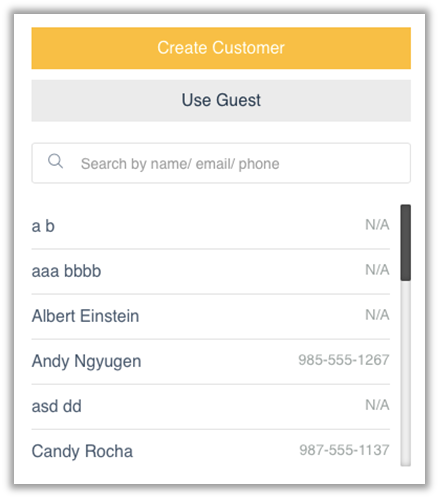 Create Customer
Use Guest
Search by name/ email/ phone
a b N/A
aaa bbbb N/A
Albert Einstein N/A
Andy Ngyugen 985-555-1267
asd dd N/A
Candy Rocha 987-555-1137